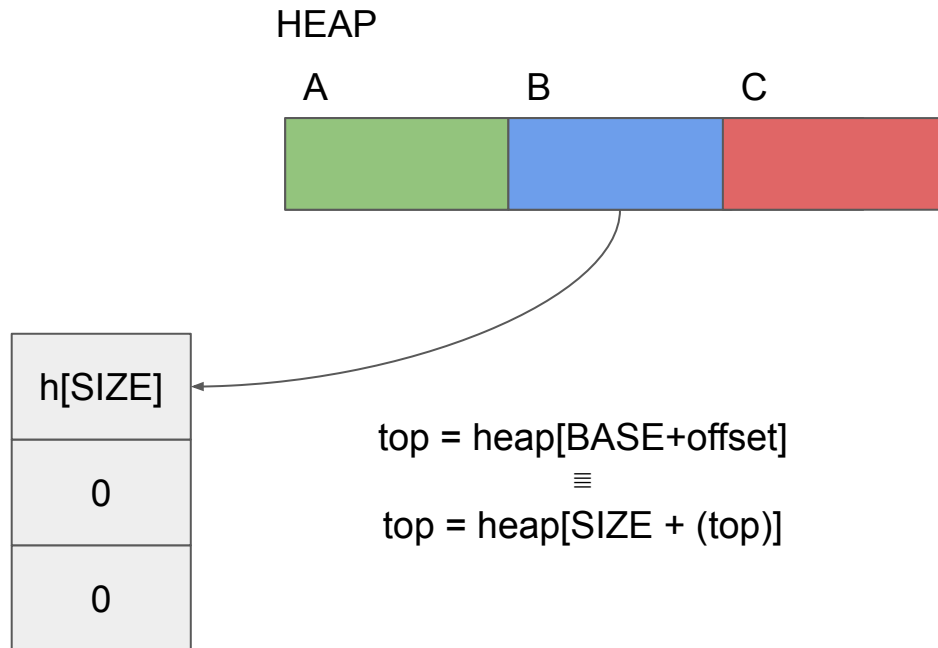 HEAP
A B C
h[SIZE]
0
0
top = heap[BASE+offset]
≣
top = heap[SIZE + (top)]